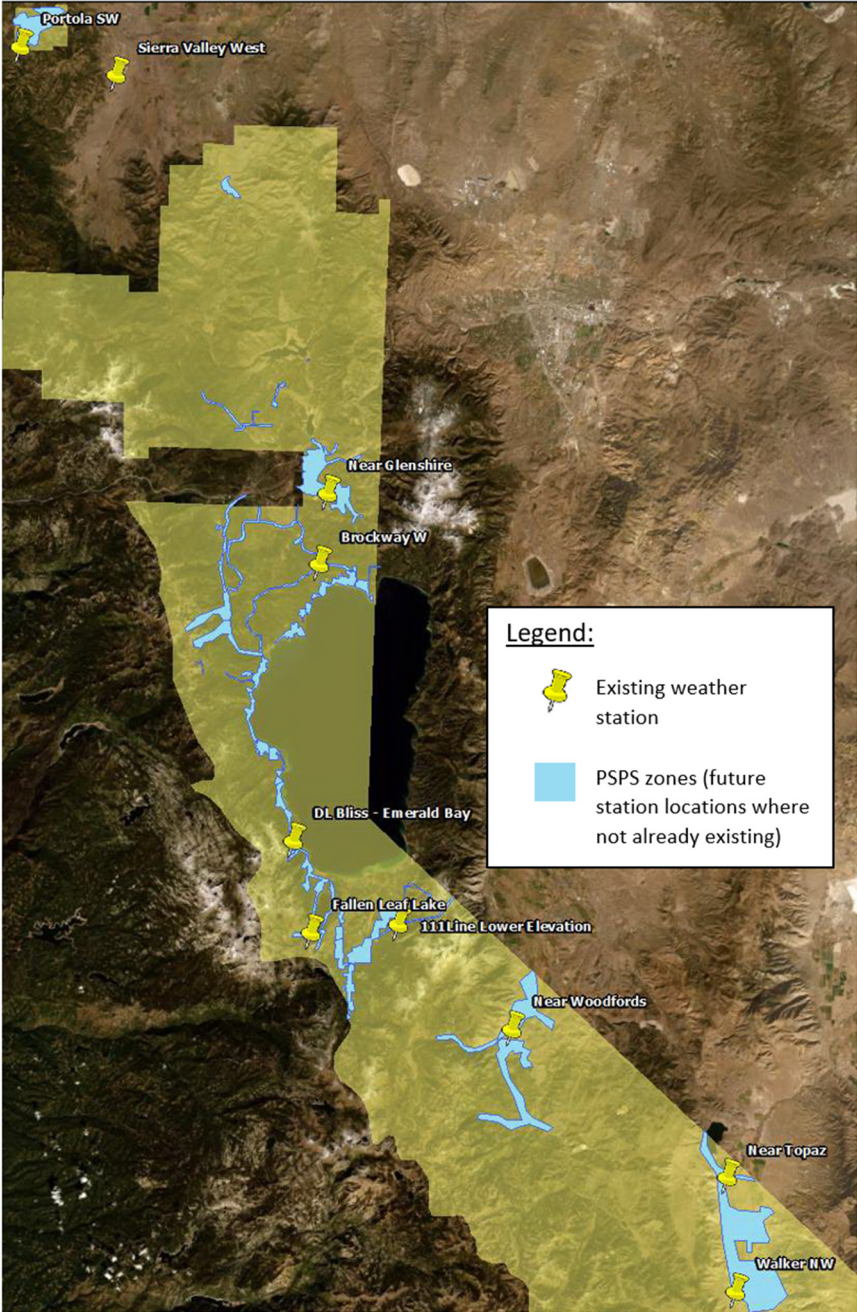 Portola SW
Sierra Valley West
Near Glenshire
Brockway W
Legend:
Existing weather
station
PSPS zones (future
station locations where
not already existing)
DL Bliss - Emerald Bay
Fallen Leaf Lake
111Line Lower Elevation
Near Woodfords
Near Topaz
Walker NW